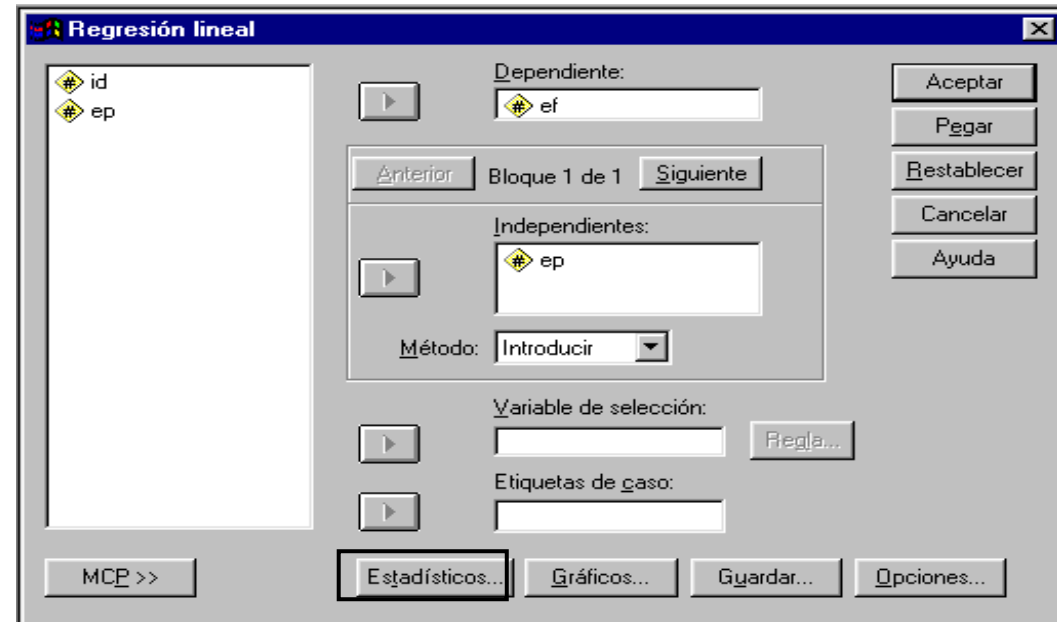 Regresión lineal
# id
# ep
Dependiente:
# ef
Anterior
Bloque 1 de 1
Siguiente
Independientes:
# ep
Método:
Introducir
Variable de selección:
Regla...
Etiquetas de caso:
Aceptar
Pegar
Restablecer
Cancelar
Ayuda
MCP >>
Estadísticos...
Gráficos...
Guardar...
Opciones...